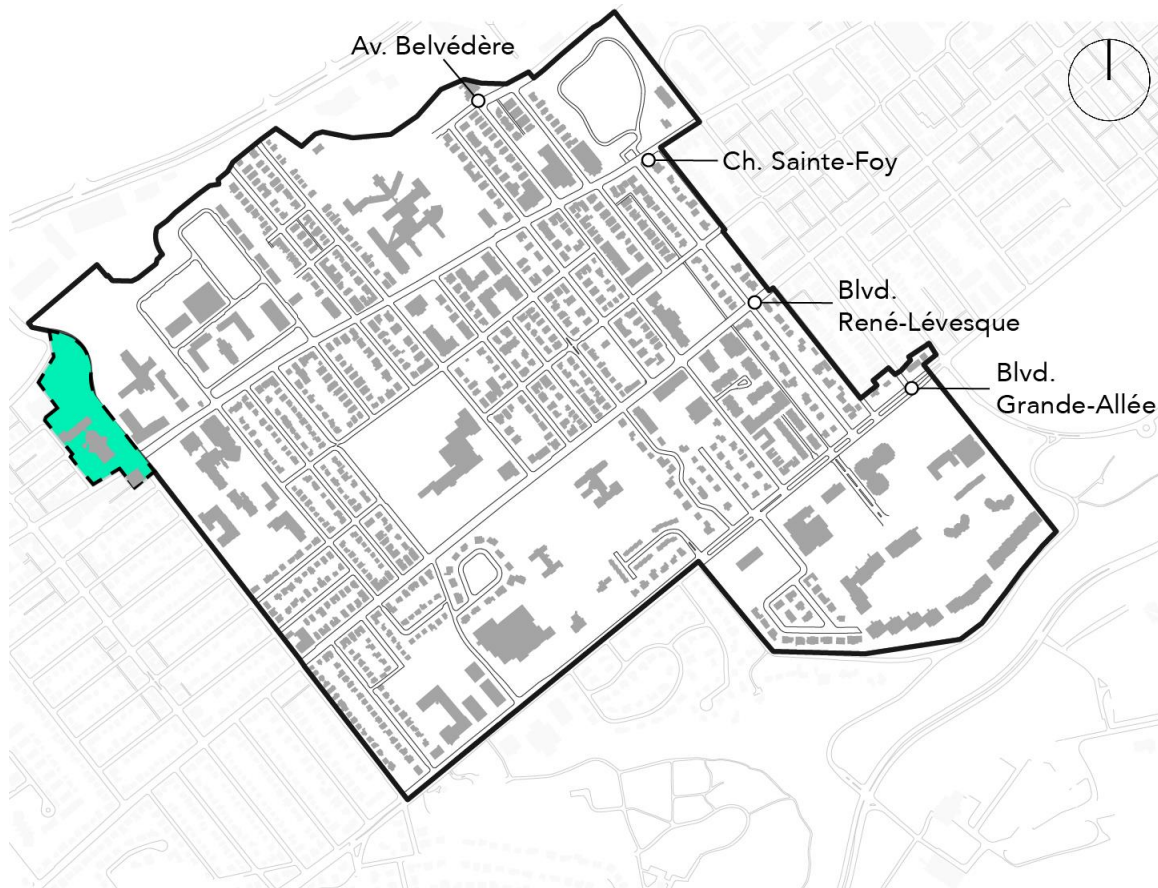 Av. Belvédère
Ch. Sainte-Foy
Blvd.
René-Lévesque
Blvd.
Grande-Allée